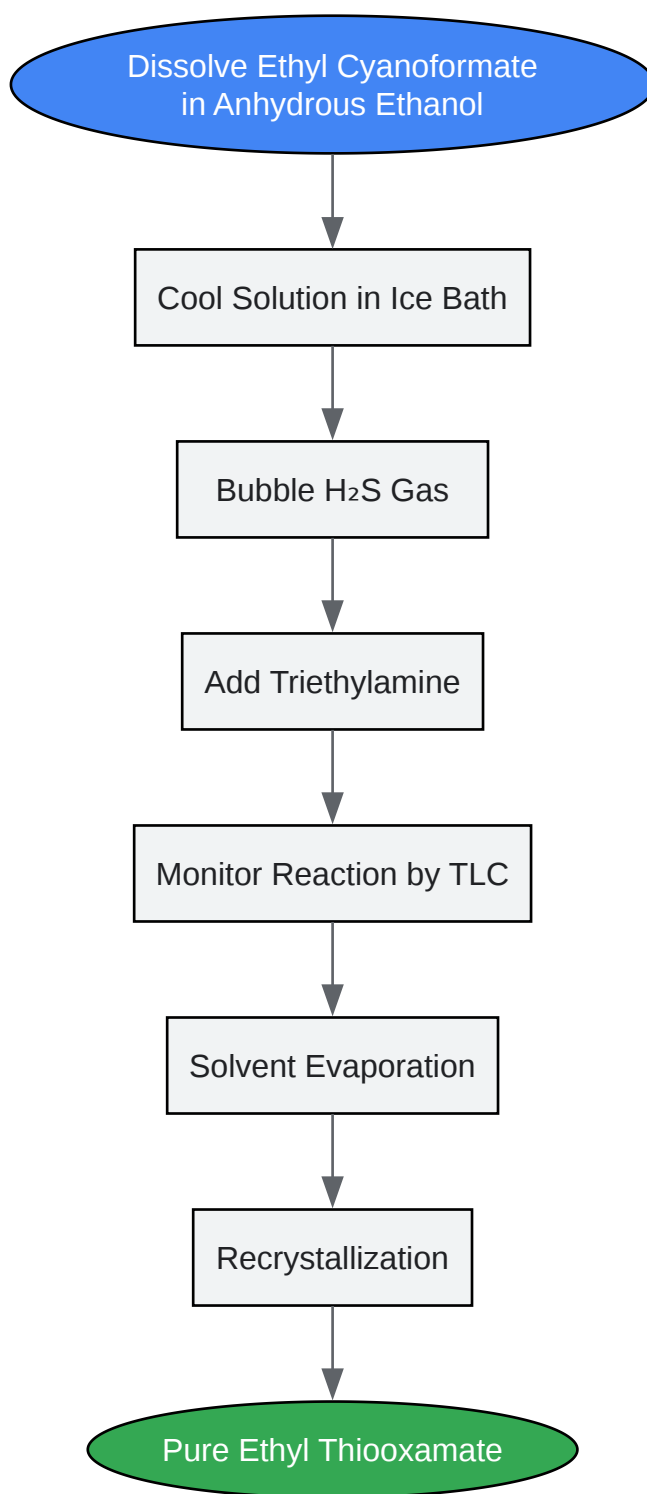 Dissolve Ethyl Cyanoformate
in Anhydrous Ethanol
Cool Solution in Ice Bath
Bubble H₂S Gas
Add Triethylamine
Monitor Reaction by TLC
Solvent Evaporation
Recrystallization
Pure Ethyl Thiooxamate